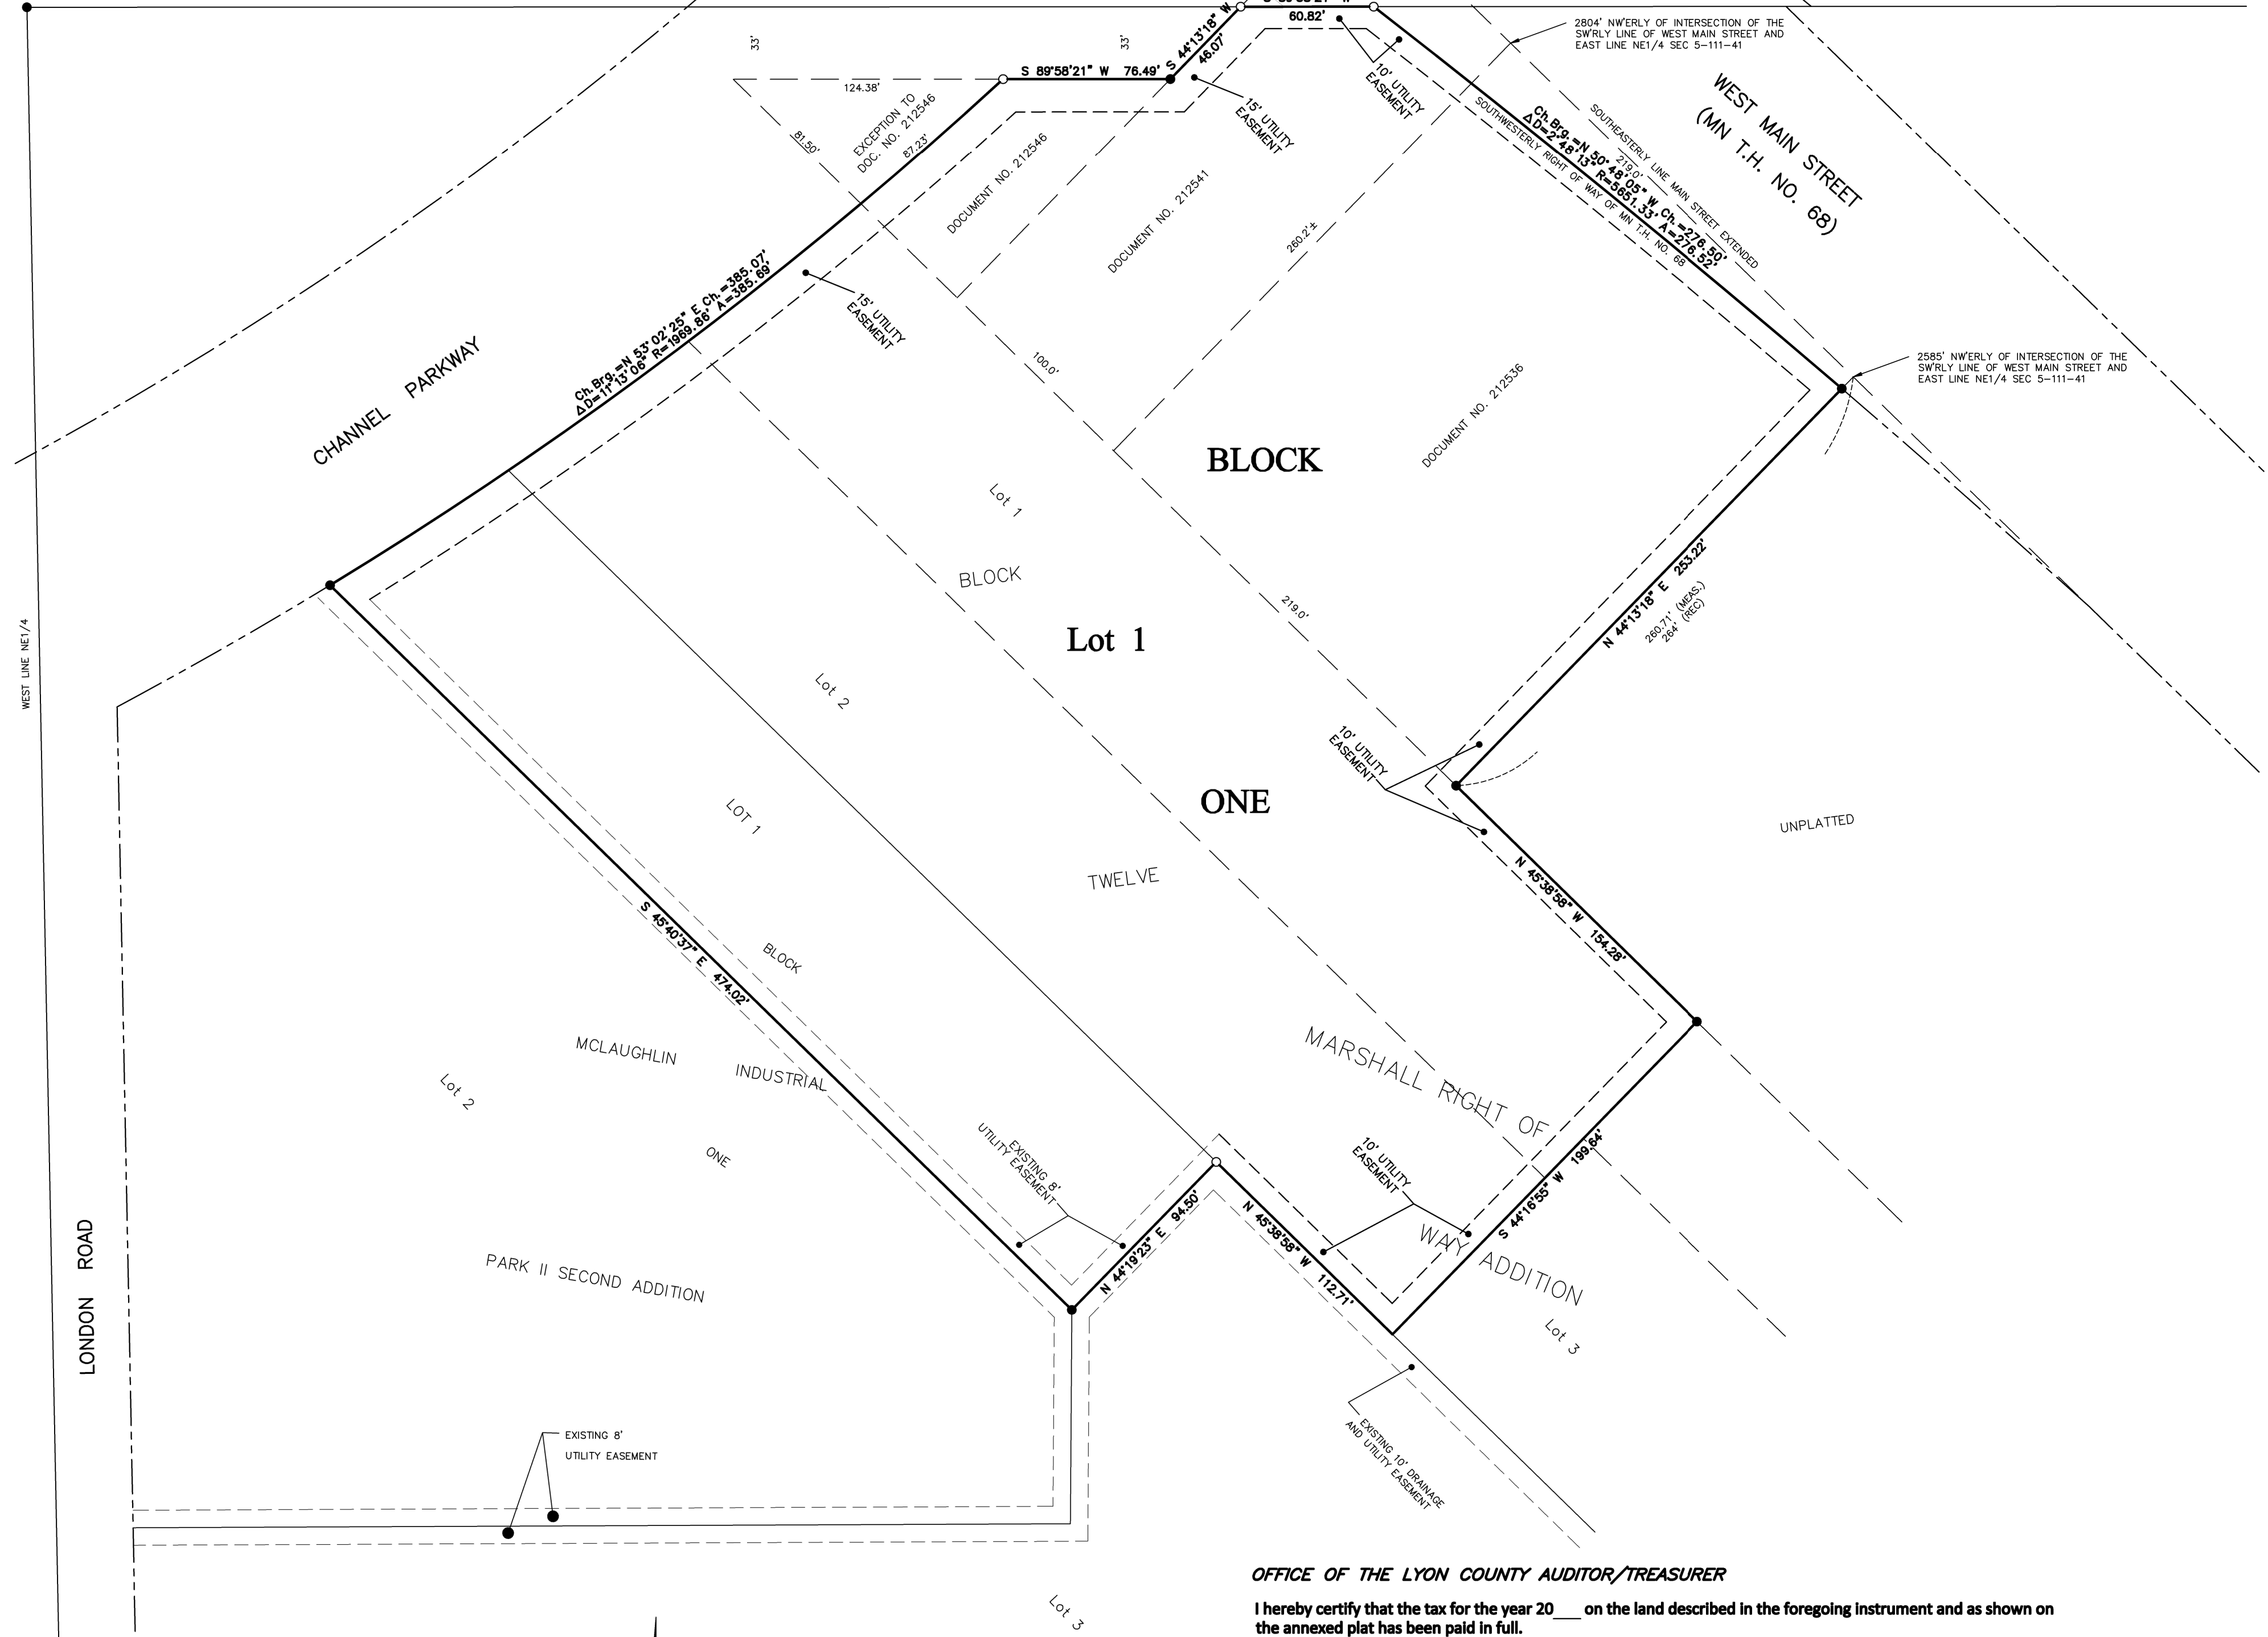 60.82'
S 44°13'18" W
46.07'
33'
33'
S 89°58'21" W 76.49'
124.38'
81.50'
EXCEPTION TO
DOC. NO. 212546
87.23'
DOCUMENT NO. 212546
15' UTILITY
EASEMENT
10' UTILITY
EASEMENT
2804' NW'ERLY OF INTERSECTION OF THE
SW'RLY LINE OF WEST MAIN STREET AND
EAST LINE NE1/4 SEC 5-111-41
WEST MAIN STREET
(MN T.H. NO. 68)
SOUTHEASTERLY LINE MAIN STREET EXTENDED
219.0'
Ch.Brg.=N 50°48'05" W Ch.=276.50'
ΔD=2°48'13" R=5651.33' A=276.52'
SOUTHWESTERLY RIGHT OF WAY OF MN T.H. NO. 68
DOCUMENT NO. 212541
260.2'±
Ch.Brg.=N 53°02'25" E Ch.=385.07'
ΔD=11°13'06" R=1969.86' A=385.69'
15' UTILITY
EASEMENT
CHANNEL PARKWAY
100.0'
DOCUMENT NO. 212536
2585' NW'ERLY OF INTERSECTION OF THE
SW'RLY LINE OF WEST MAIN STREET AND
EAST LINE NE1/4 SEC 5-111-41
BLOCK
Lot 1
BLOCK
219.0'
N 44°13'18" E 253.22'
260.71' (MEAS.)
264' (REC)
WEST LINE NE1/4
Lot 1
Lot 2
10' UTILITY
EASEMENT
LOT 1
ONE
UNPLATTED
TWELVE
N 45°38'58" W 154.28'
S 45°40'37" E 474.02'
BLOCK
MCLAUGHLIN INDUSTRIAL
Lot 2
ONE
MARSHALL RIGHT OF
EXISTING 8'
UTILITY EASEMENT
10' UTILITY
EASEMENT
S 44°16'55" W 199.64'
N 44°19'23" E 94.50'
N 45°38'58" W 112.71'
WAY ADDITION
PARK II SECOND ADDITION
LONDON ROAD
Lot 3
EXISTING 10' DRAINAGE
AND UTILITY EASEMENT
EXISTING 8'
UTILITY EASEMENT
OFFICE OF THE LYON COUNTY AUDITOR/TREASURER
I hereby certify that the tax for the year 20___ on the land described in the foregoing instrument and as shown on
the annexed plat has been paid in full.
Lot 3